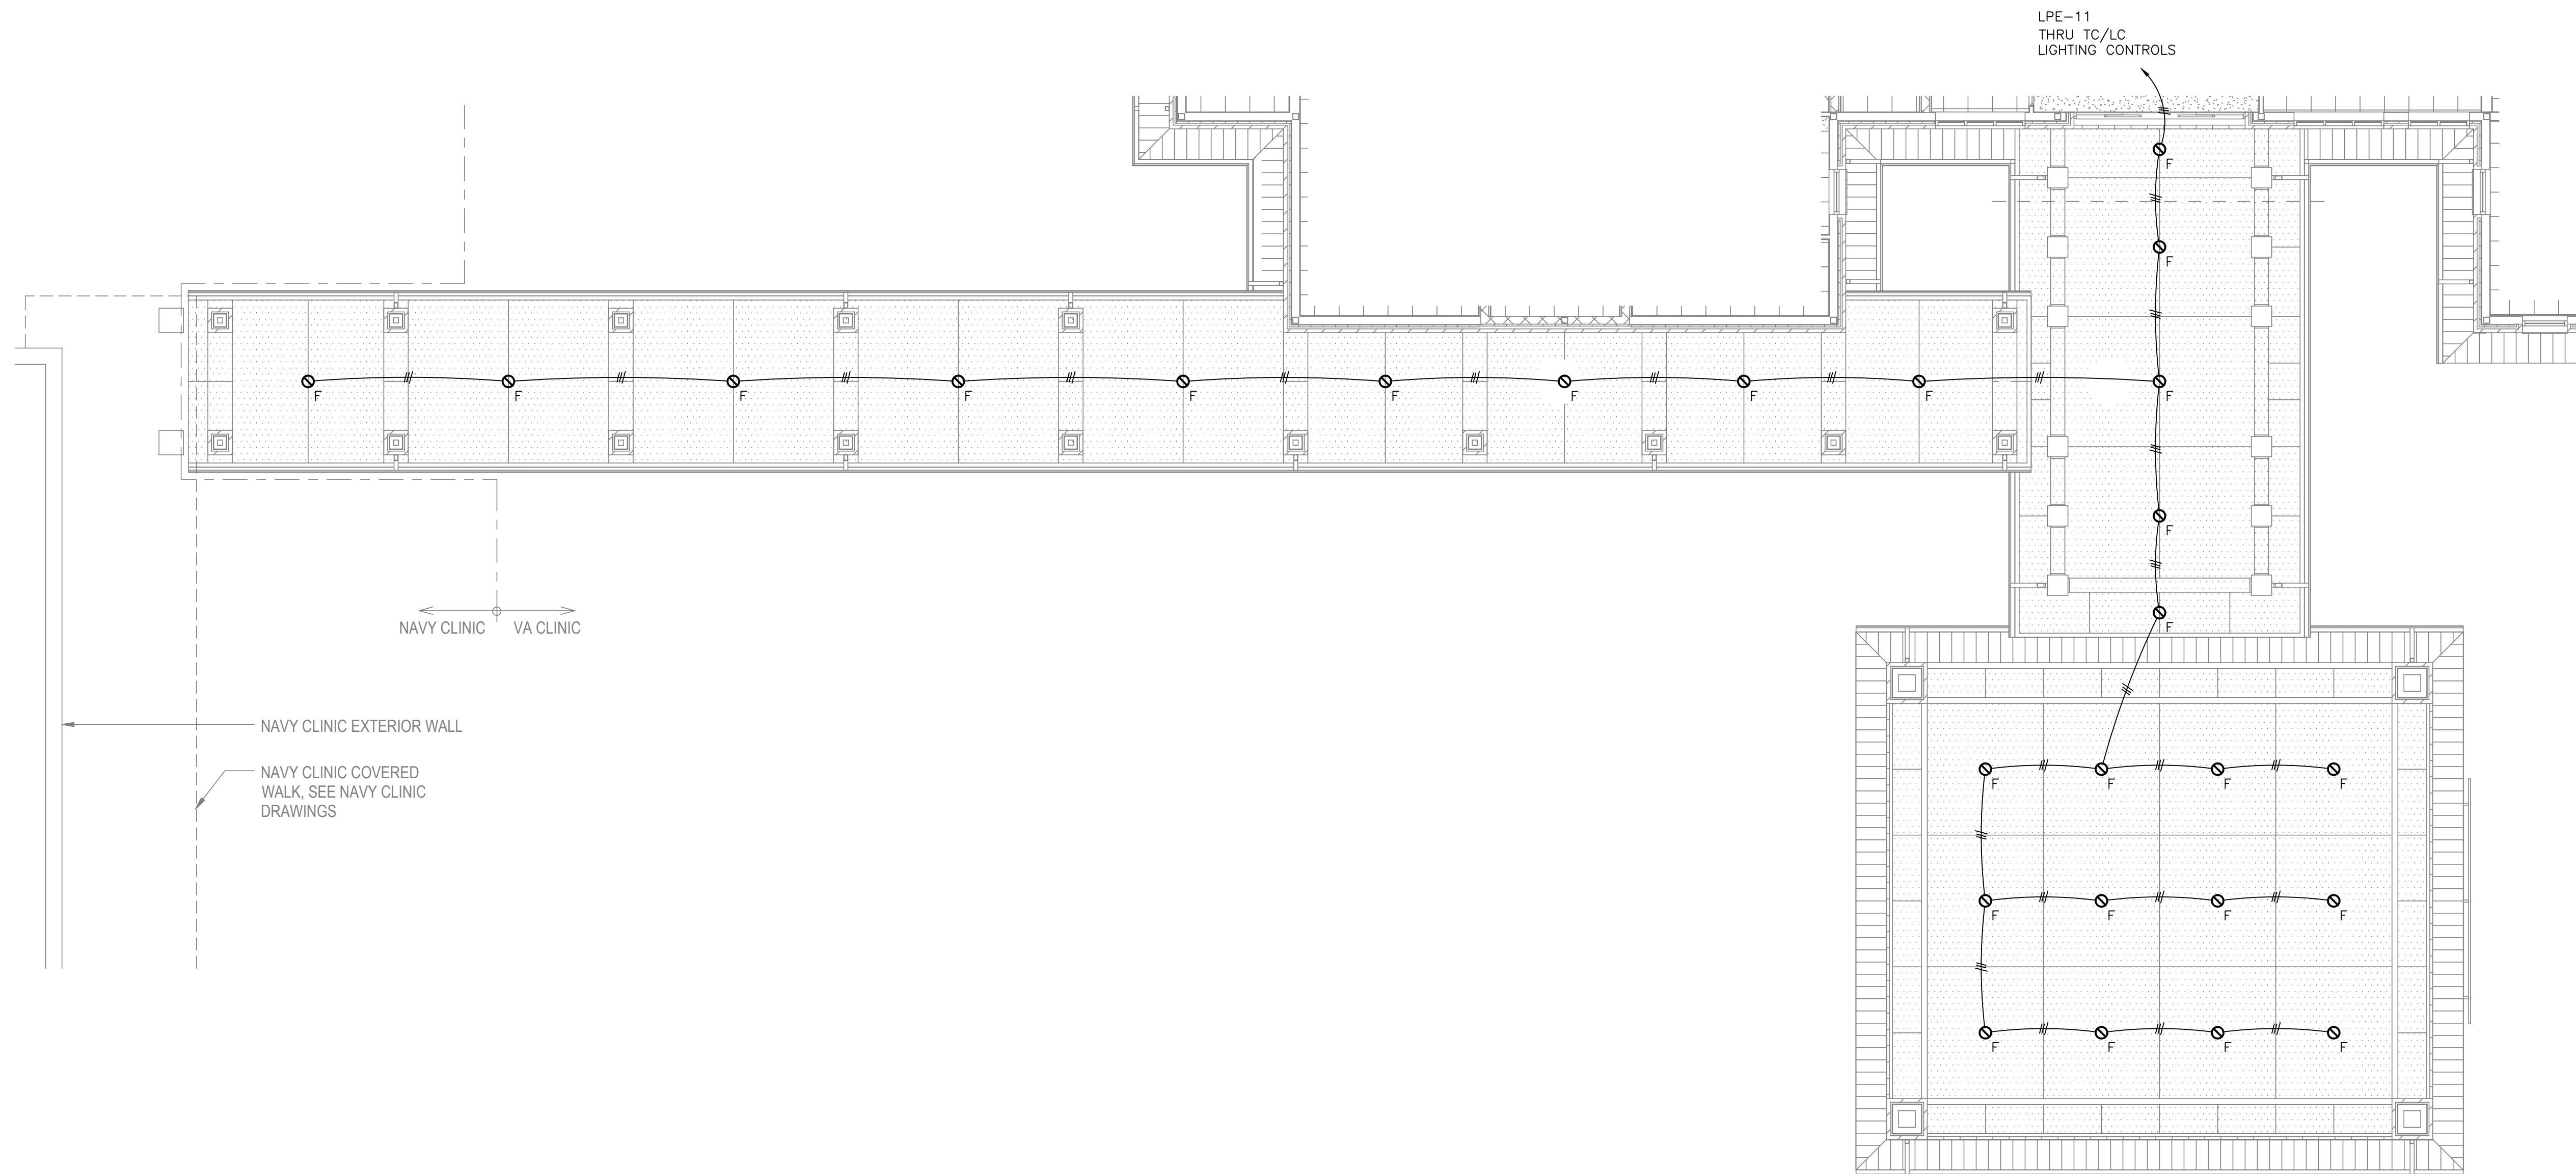 LPE-11
THRU TC/LC
LIGHTING CONTROLS
F
F
F F F F F F F F F F
F
F
NAVY CLINIC VA CLINIC
NAVY CLINIC EXTERIOR WALL
NAVY CLINIC COVERED
WALK, SEE NAVY CLINIC
DRAWINGS
F F F F
F F F F
F F F F